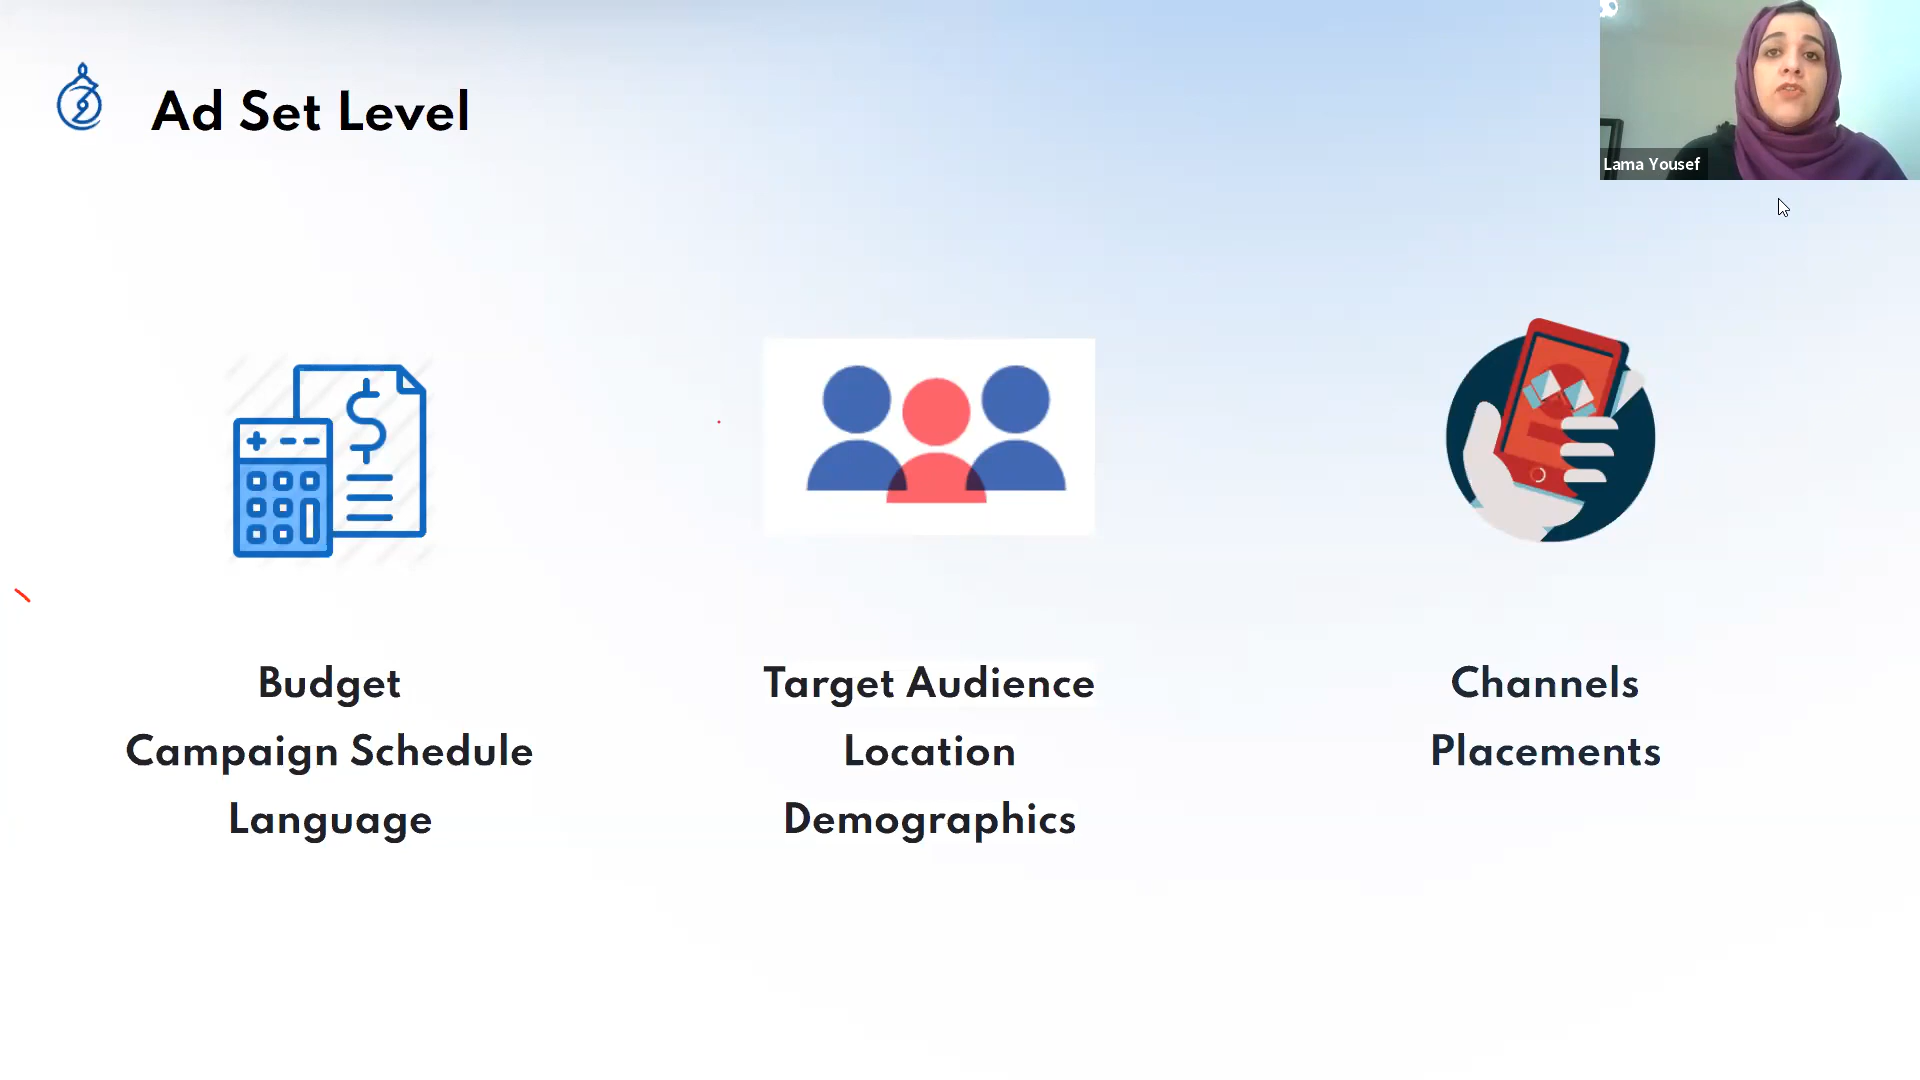 Ad Set Level
Lama Yousef
Budget
Campaign Schedule
Language
Target Audience
Location
Demographics
Channels
Placements